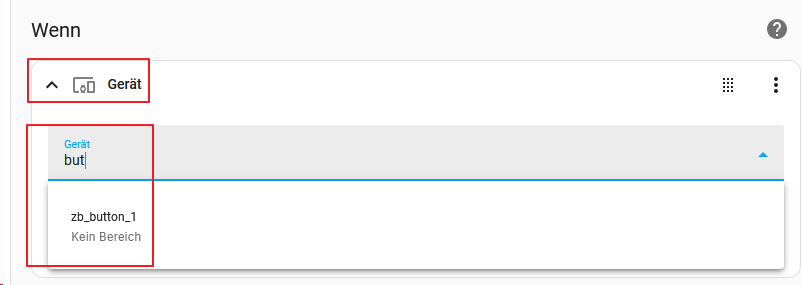 Wenn
Gerät
Gerät
but
zb_button_1
Kein Bereich